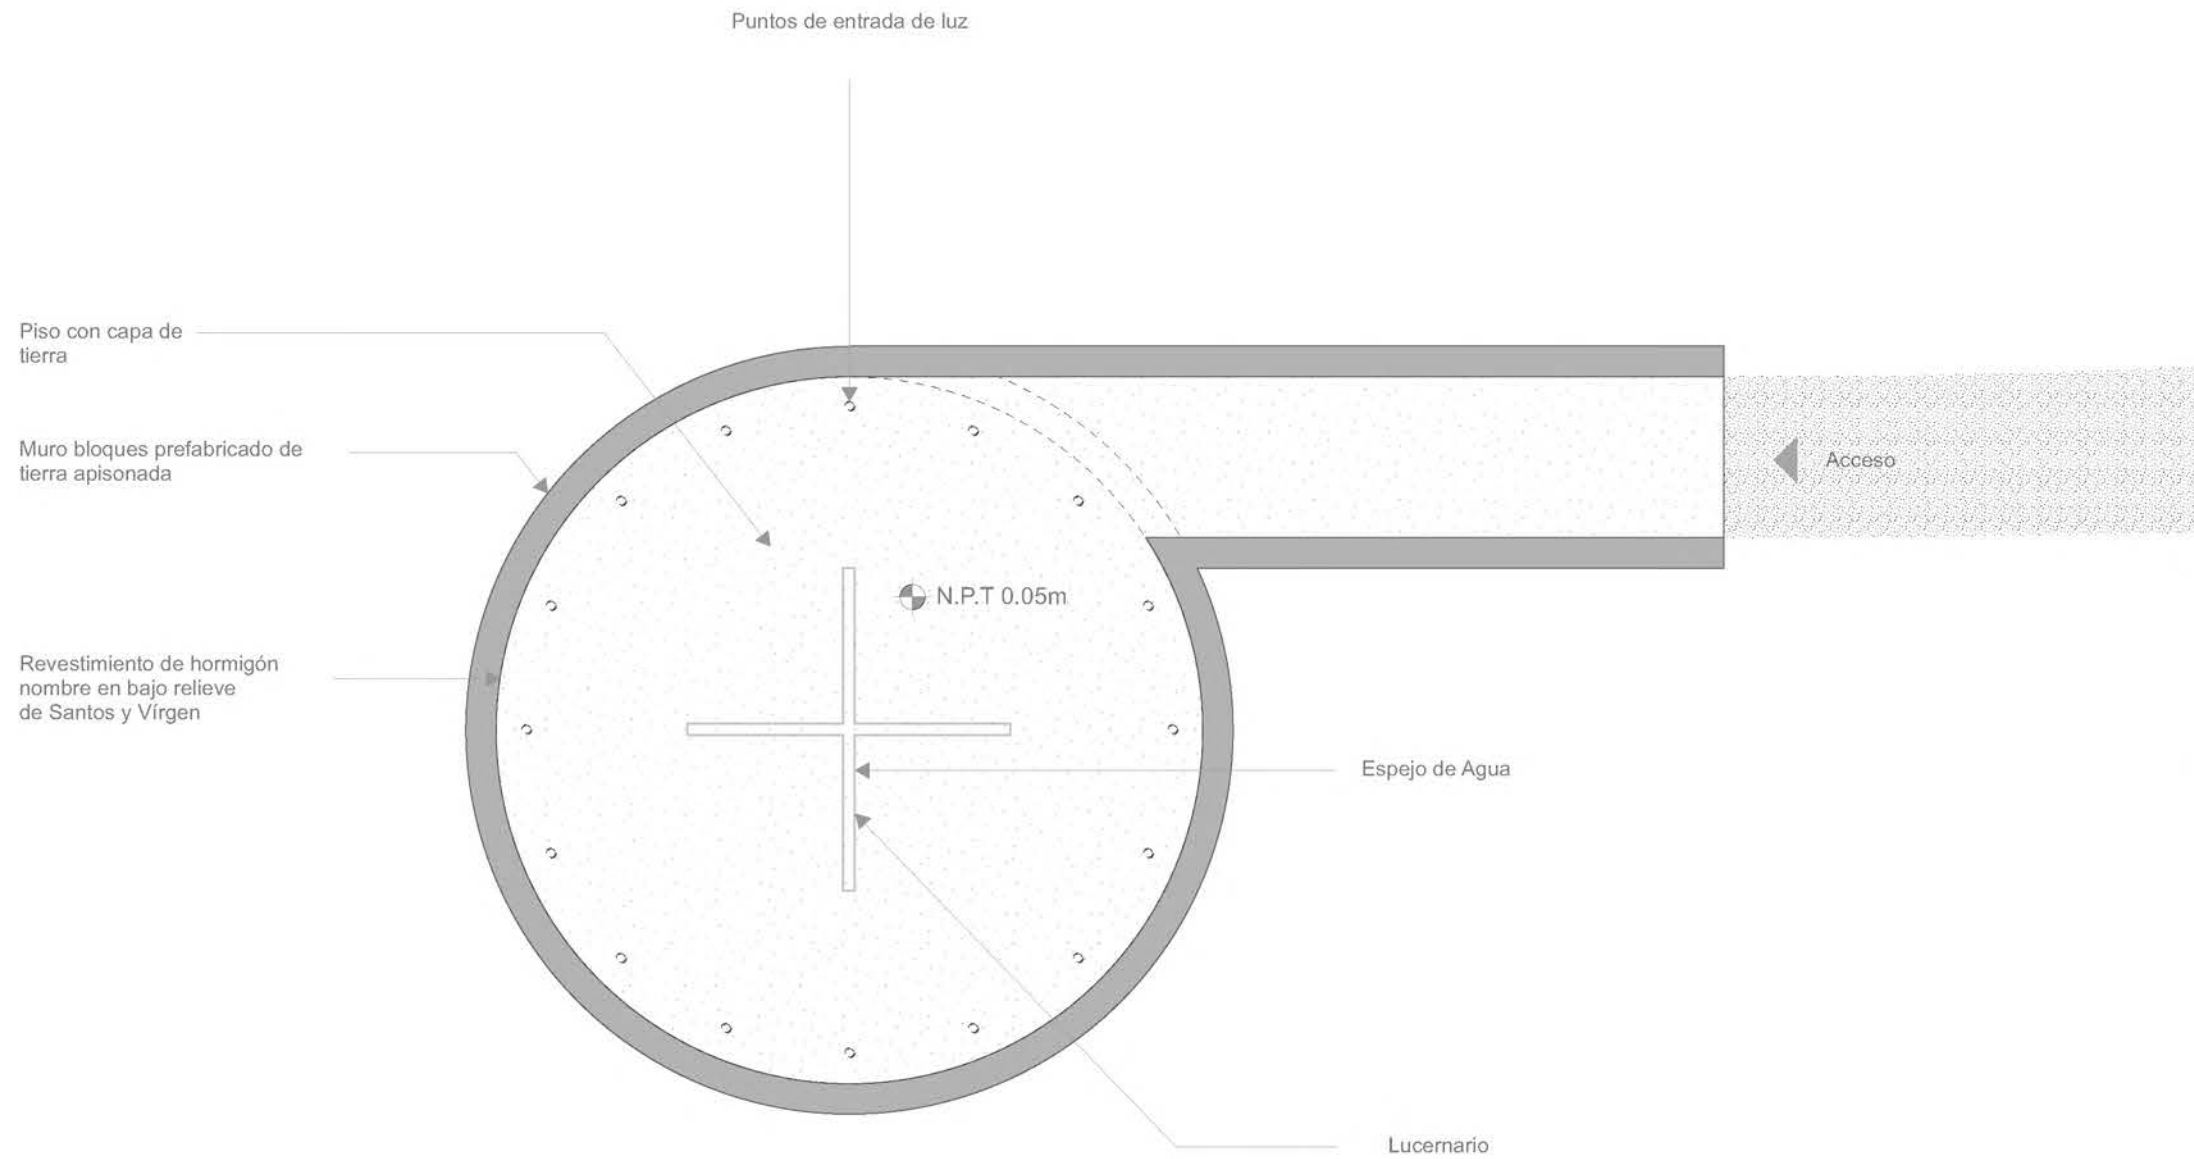 Puntos de entrada de luz
Piso con capa de
tierra
Muro bloques prefabricado de
tierra apisonada
Acceso
N.P.T 0.05m
Revestimiento de hormigón
nombre en bajo relieve
de Santos y Vírgen
Espejo de Agua
Lucernario